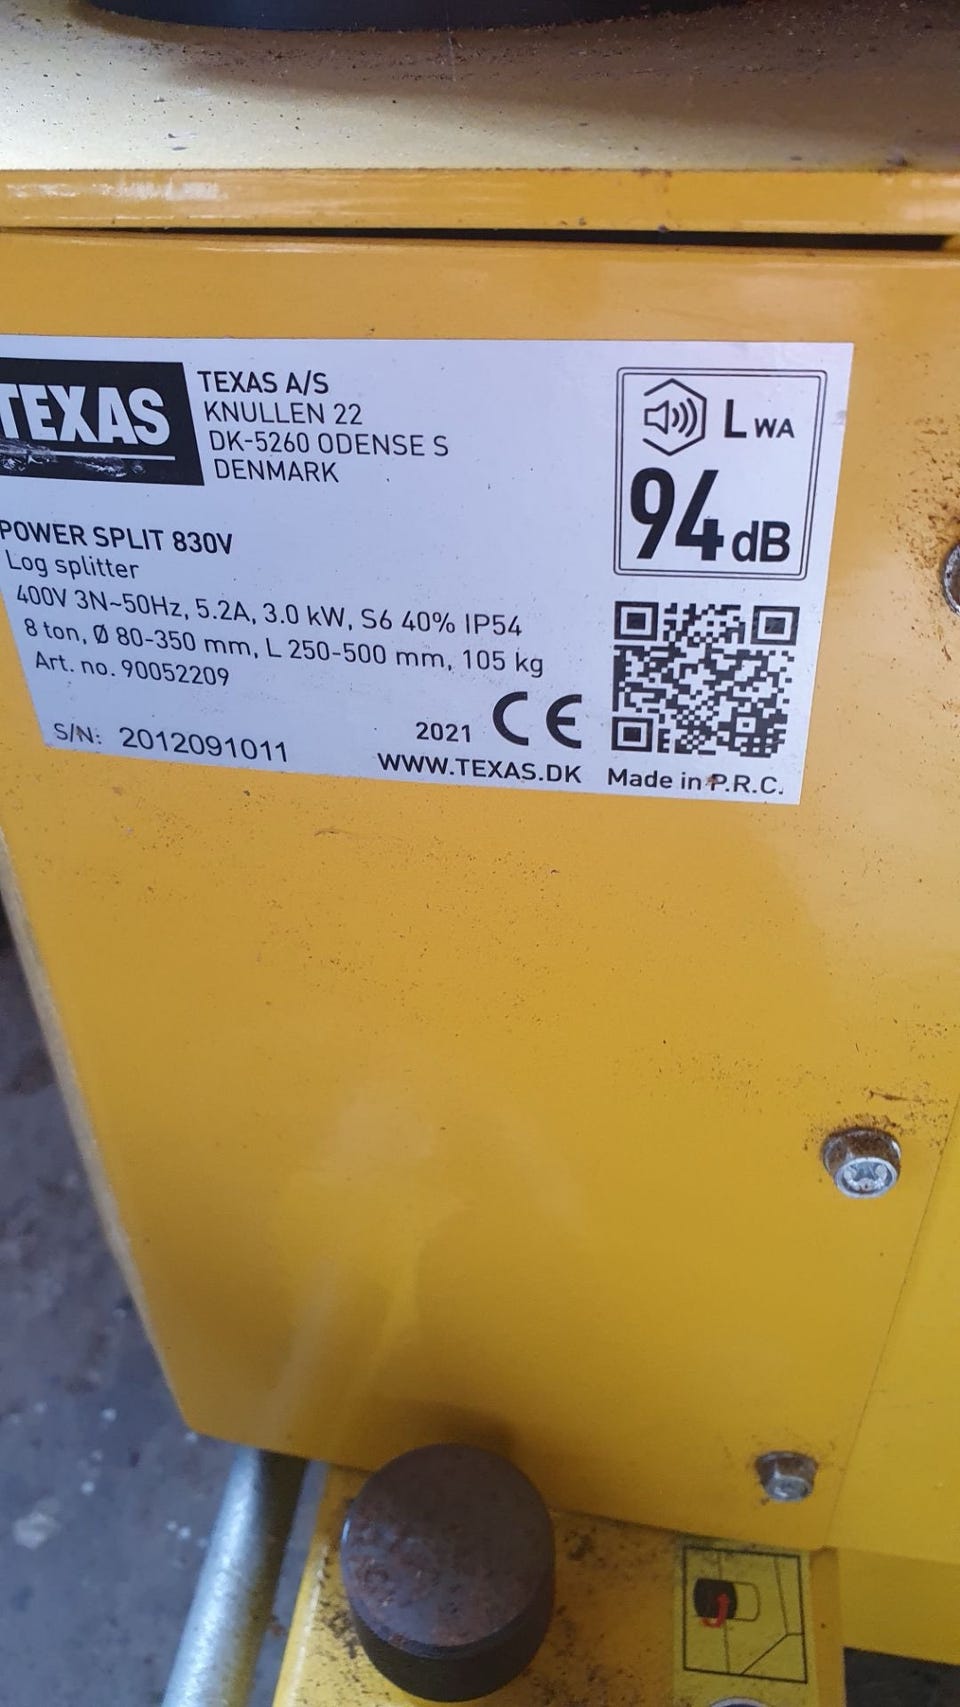 TEXAS
TEXAS A/S
KNULLEN 22
DK-5260 ODENSE S
DENMARK
LWA
94 dB
POWER SPLIT 830V
Log splitter
400V 3N~50Hz, 5.2A, 3.0 kW, S6 40% IP54
8 ton, Ø 80-350 mm, L 250-500 mm, 105 kg
Art. no. 90052209
S/N: 2012091011
2021 CE
WWW.TEXAS.DK
Made in P.R.C.